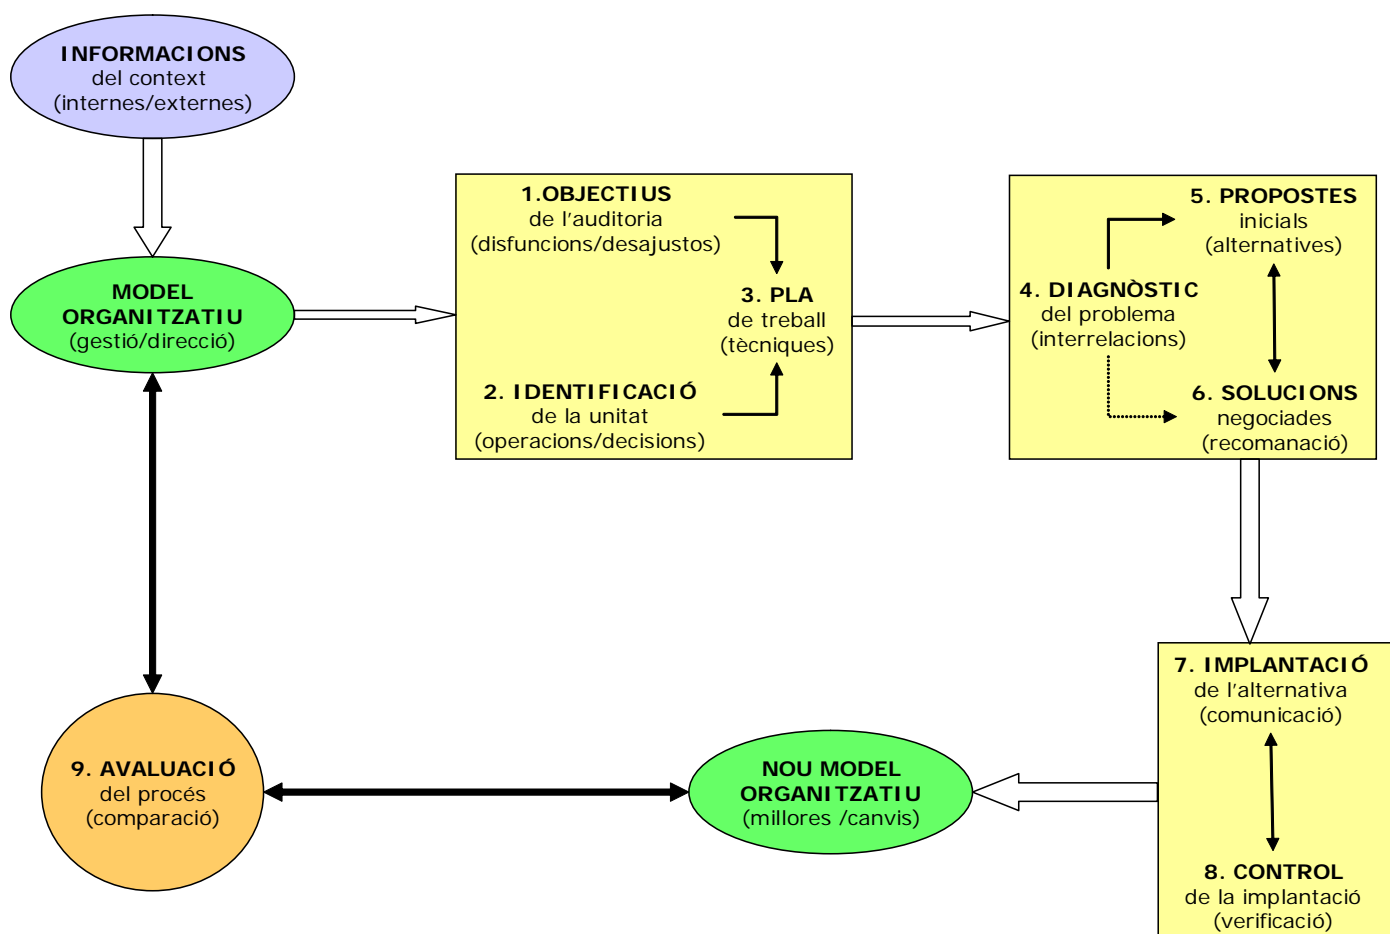 INFORMACIONS
del context
(internes/externes)
MODEL
ORGANITZATIU
(gestió/direcció)
1.OBJECTIUS
de l'auditoria
(disfuncions/desajustos)
2. IDENTIFICACIÓ
de la unitat
(operacions/decisions)
3. PLA
de treball
(tècniques)
4. DIAGNÒSTIC
del problema
(interrelacions)
5. PROPOSTES
inicials
(alternatives)
6. SOLUCIONS
negociades
(recomanació)
7. IMPLANTACIÓ
de l'alternativa
(comunicació)
8. CONTROL
de la implantació
(verificació)
NOU MODEL
ORGANITZATIU
(millores /canvis)
9. AVALUACIÓ
del procés
(comparació)